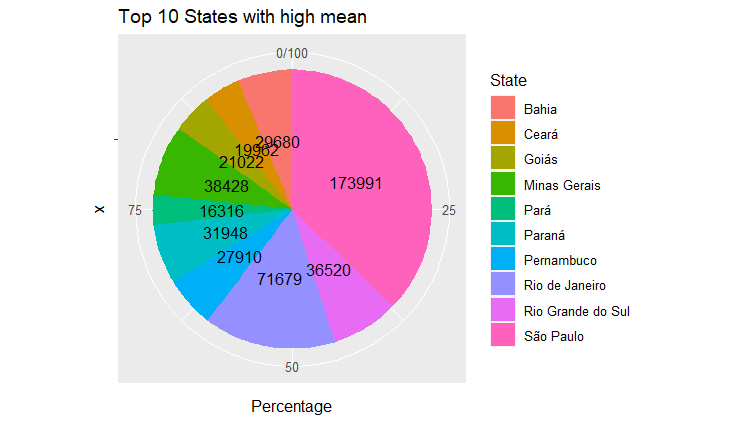 Top 10 States with high mean
0/100
25
50
75
29680
19962
21022
38428
16316
31948
27910
71679
36520
173991
x
Percentage
State
Bahia
Ceará
Goiás
Minas Gerais
Pará
Paraná
Pernambuco
Rio de Janeiro
Rio Grande do Sul
São Paulo